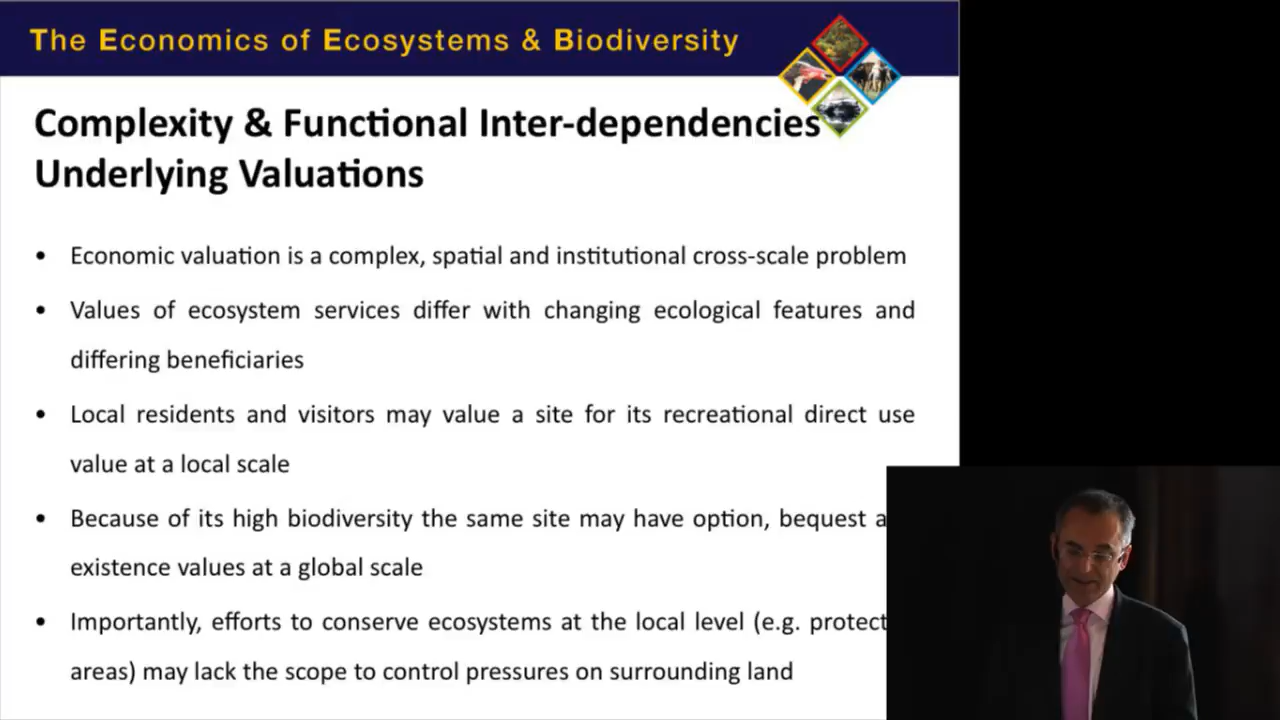 The Economics of Ecosystems & Biodiversity
Complexity & Functional Inter-dependencies
Underlying Valuations
• Economic valuation is a complex, spatial and institutional cross-scale problem
• Values of ecosystem services differ with changing ecological features and
differing beneficiaries
• Local residents and visitors may value a site for its recreational direct use
value at a local scale
• Because of its high biodiversity the same site may have option, bequest
existence values at a global scale
• Importantly, efforts to conserve ecosystems at the local level (e.g.
areas) may lack the scope to control pressures on surrounding land